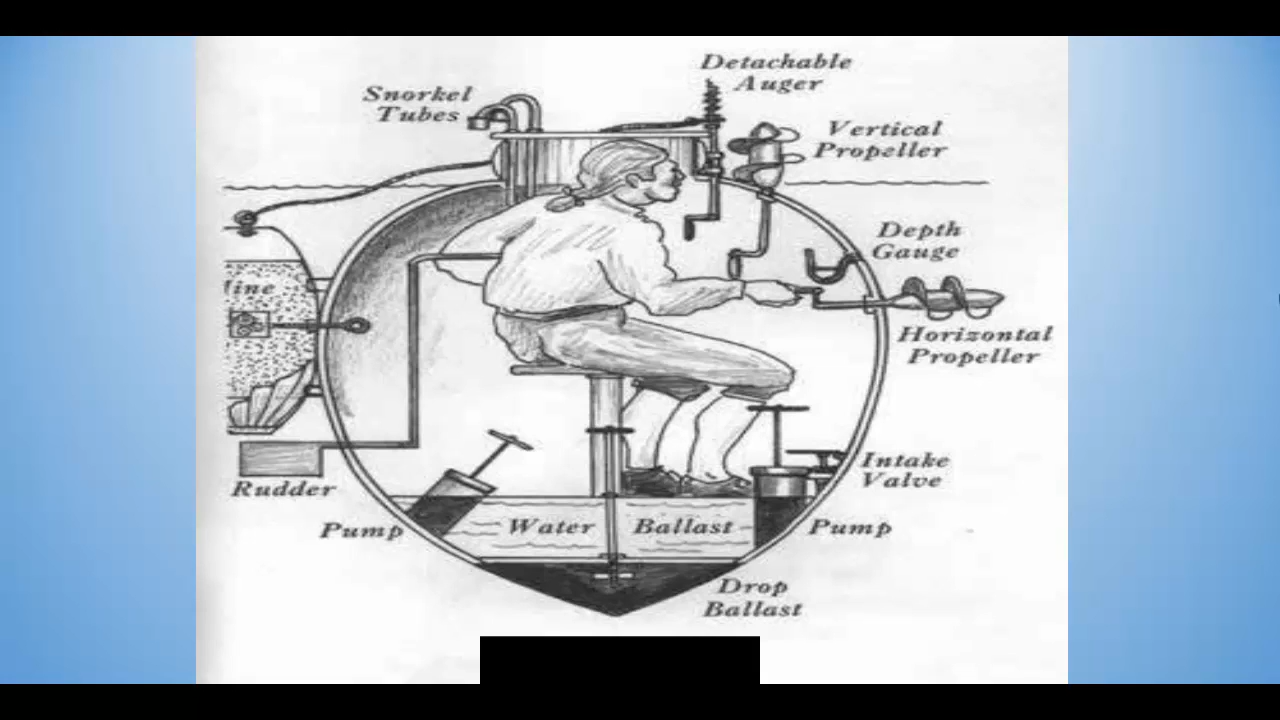 Detachable
Auger
Snorkel
Tubes
Vertical
Propeller
Depth
Gauge
Horizontal
Propeller
Intake
Valve
Rudder
Pump
Water
Ballast
Pump
Drop
Ballast